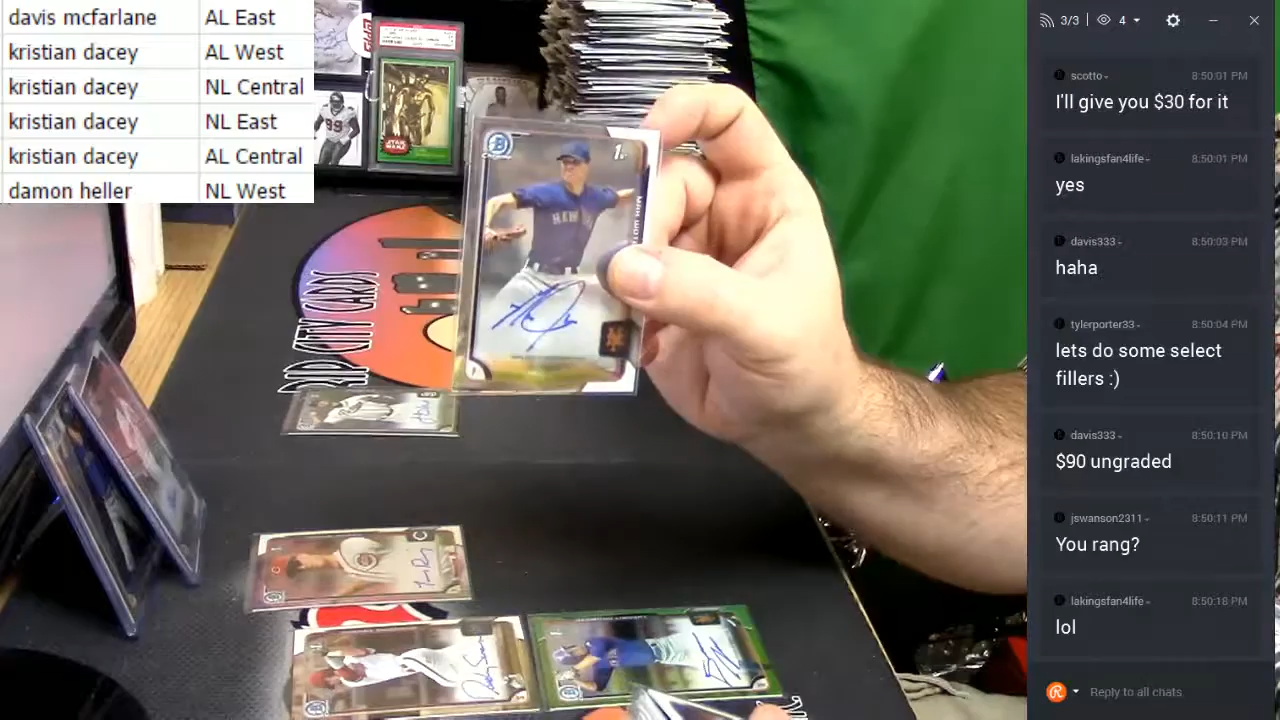 davis mcfarlane AL East
kristian dacey AL West
kristian dacey NL Central
kristian dacey NL East
kristian dacey AL Central
damon heller NL West
RIP CITY CARDS
STAR WARS
99
1st
3/3 4
scotto 8:50:01 PM
I'll give you $30 for it
lakingsfan4life 8:50:01 PM
yes
davis333 8:50:03 PM
haha
tylerporter33 8:50:04 PM
lets do some select
fillers :)
davis333 8:50:10 PM
$90 ungraded
jswanson2311 8:50:11 PM
You rang?
lakingsfan4life 8:50:18 PM
lol
Reply to all chats